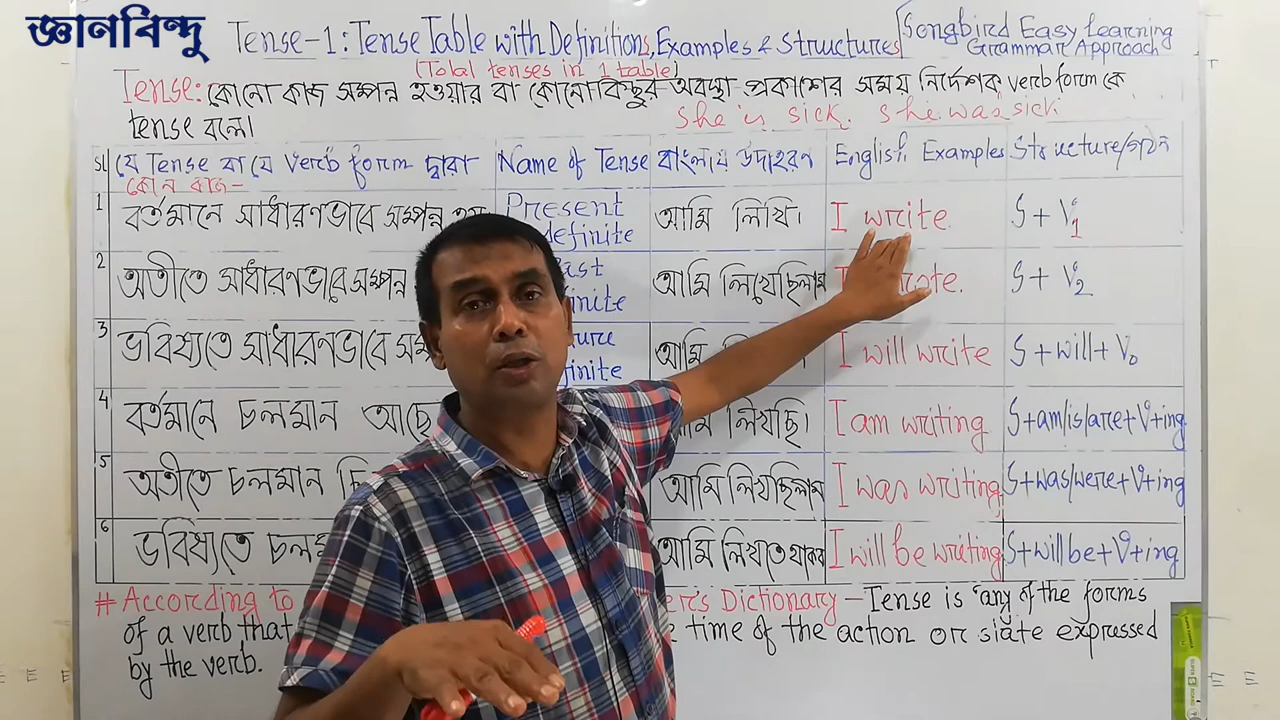 জ্ঞানবিন্দু
Tense-1: Tense Table with Definitions, Examples & Structures
Songbird Easy Learning
Grammar Approach
(Total tenses in 1 table)
Tense: কোনো কাজ সম্পন্ন হওয়ার বা কোনো কিছুর অবস্থা প্রকাশের সময় নির্দেশক verb form কে
tense বলে।
She is sick. She was sick
Sl যে Tense বা যে Verb form দ্বারা Name of Tense বাংলায় উদাহরণ English Examples Structure/গঠন
কোন কাজ-
1 বর্তমানে সাধারণভাবে সম্পন্ন হয় Present definite আমি লিখি। I write. S + V1
2 অতীতে সাধারণভাবে সম্পন্ন আমি লিখেছিলাম S + V2
3 ভবিষ্যতে সাধারণভাবে আমি I will write S + will + V0
4 বর্তমানে চলমান আছে লিখছি। I am writing S+am/is/are+V+ing
5 অতীতে চলমান আমি লিখছিলাম I was writing S+was/were+V+ing
6 ভবিষ্যতে আমি লিখতে থাকব I will be writing S+will be+V+ing
# According to Dictionary – Tense is any of the forms
of a verb that time of the action or state expressed
by the verb.